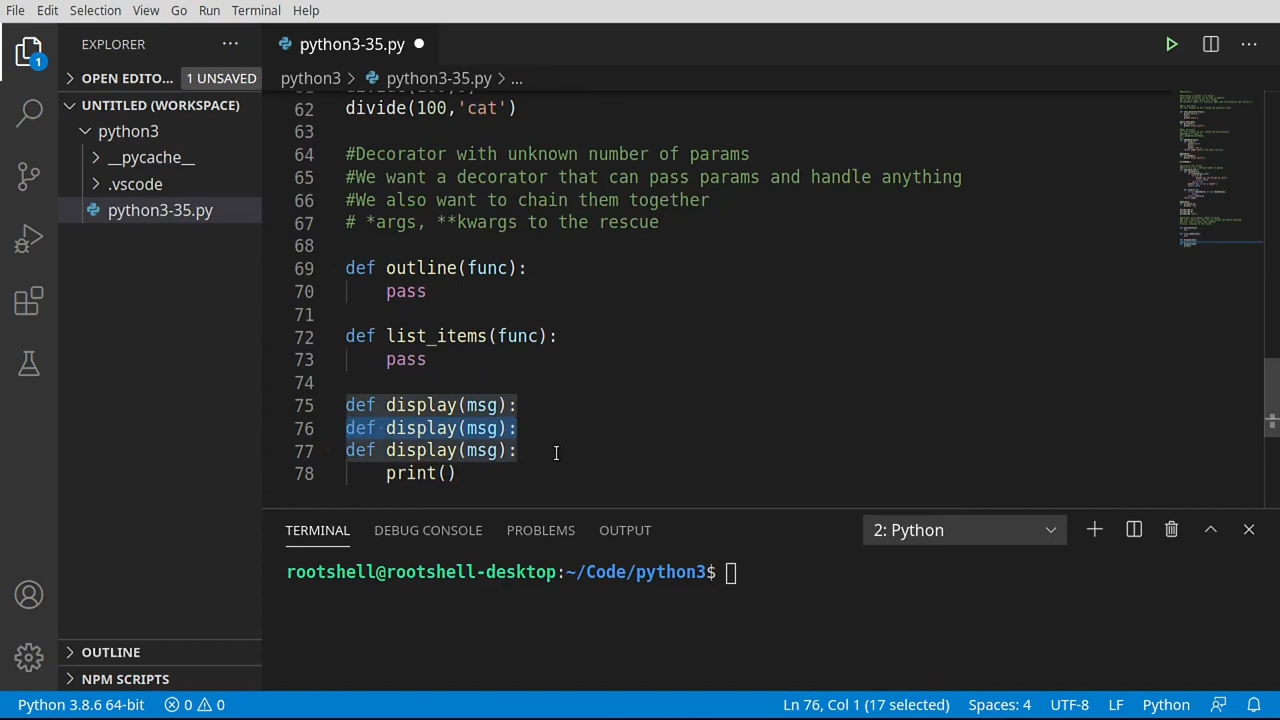 File Edit Selection View Go Run Terminal Help
EXPLORER ...
python3-35.py
OPEN EDITO... 1 UNSAVED
python3 > python3-35.py > ...
UNTITLED (WORKSPACE)
python3
__pycache__
.vscode
python3-35.py
62 divide(100,'cat')
63
64 #Decorator with unknown number of params
65 #We want a decotator that can pass params and handle anything
66 #We also want to chain them together
67 # *args, **kwargs to the rescue
68
69 def outline(func):
70 pass
71
72 def list_items(func):
73 pass
74
75 def display(msg):
76 def display(msg):
77 def display(msg):
78 print()
TERMINAL DEBUG CONSOLE PROBLEMS OUTPUT 2: Python
rootshell@rootshell-desktop:~/Code/python3$
OUTLINE
NPM SCRIPTS
1
Python 3.8.6 64-bit 0 0 Ln 76, Col 1 (17 selected) Spaces: 4 UTF-8 LF Python